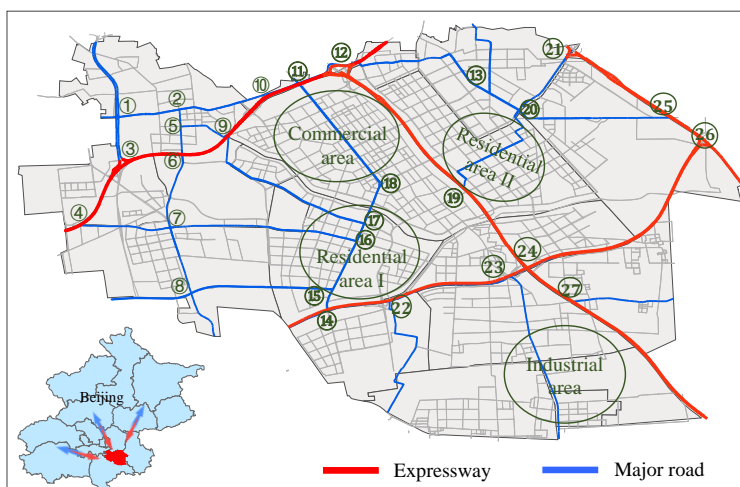 ⑫
21
⑪
⑬
⑩
25
②
①
⑳
⑤
⑨
26
Commercial
area
Residential
area II
③
⑥
⑱
⑲
④
⑦
⑰
⑯
24
Residential
area I
23
⑧
⑮
27
22
⑭
Industrial
area
Beijing
Expressway
Major road